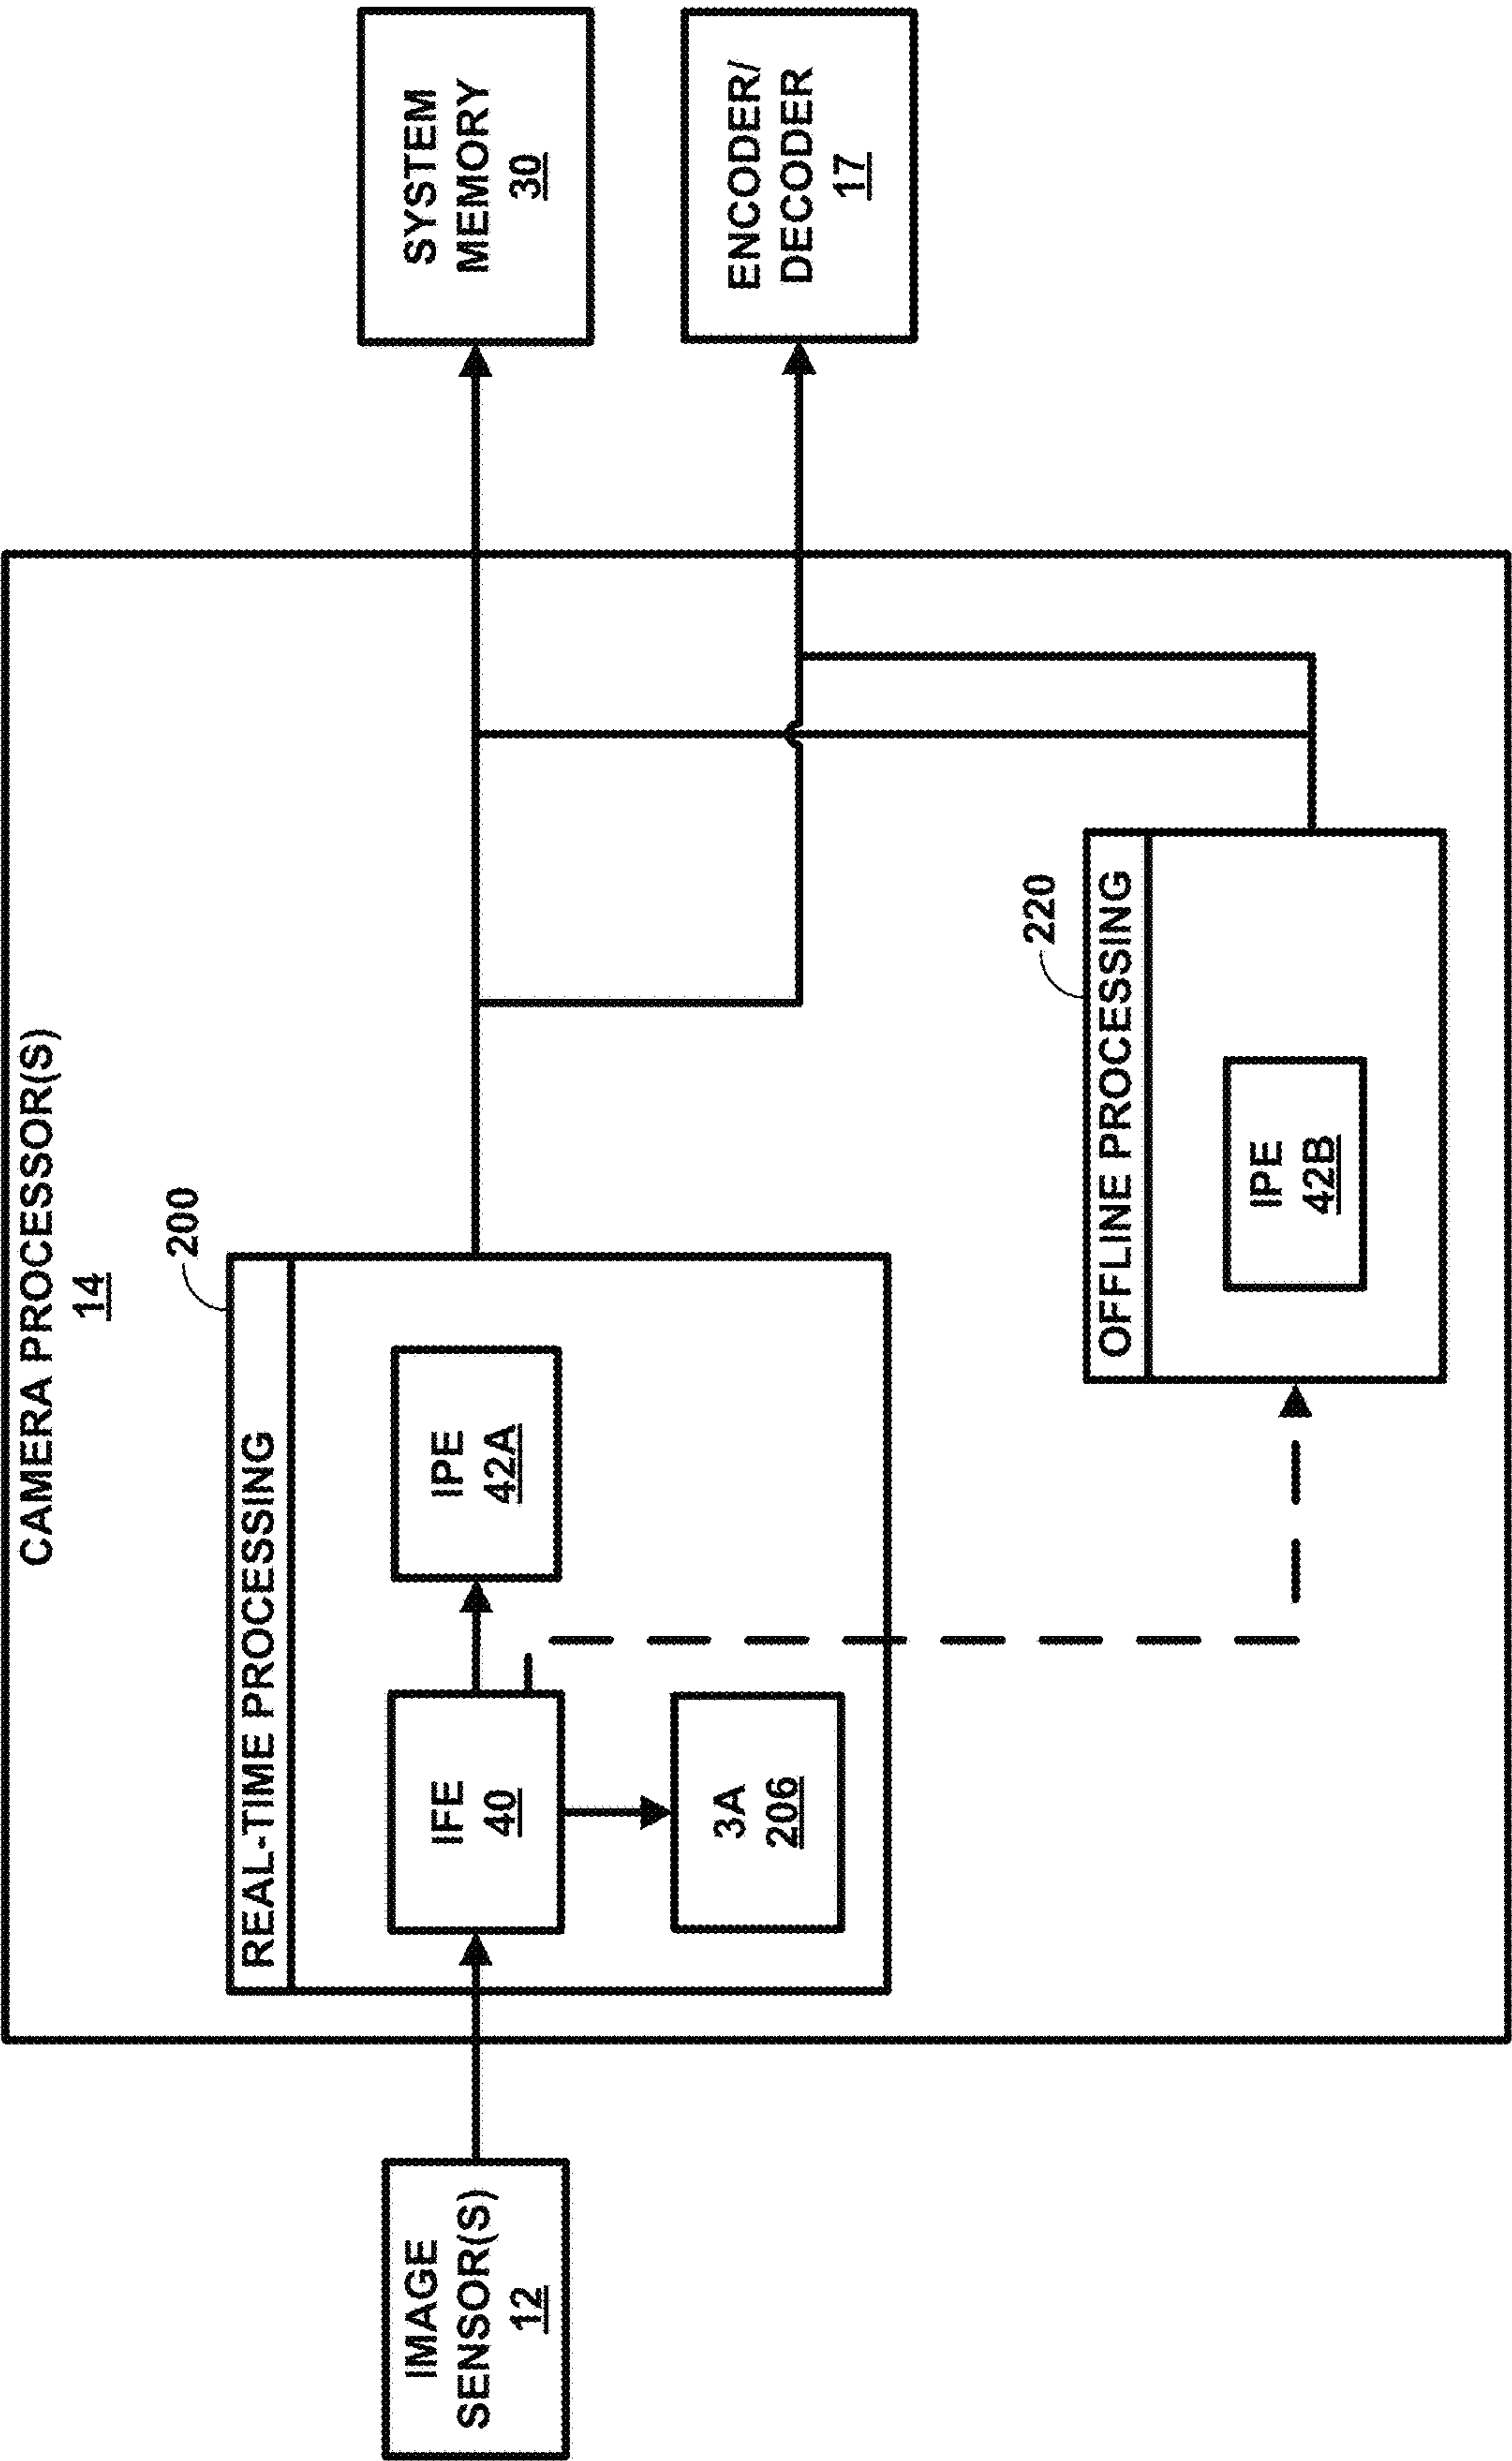 CAMERA PROCESSOR(S)
14
200
REAL-TIME PROCESSING
IMAGE
SENSOR(S)
12
IFE
40
IPE
42A
3A
206
SYSTEM
MEMORY
30
ENCODER/
DECODER
17
220
OFFLINE PROCESSING
IPE
42B